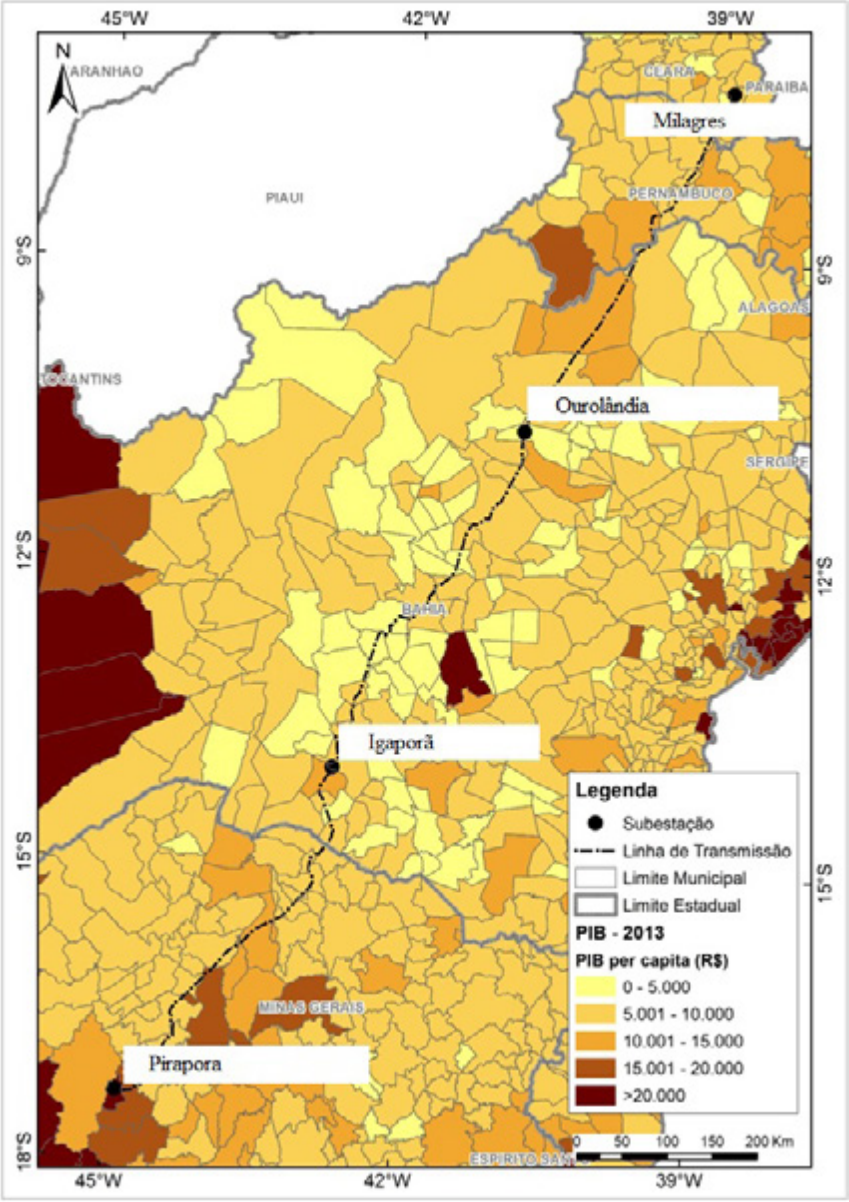 45°W 42°W 39°W
N
ARANHAO
CEARA
PARAIBA
Milagres
PIAUI
PERNAMBUCO
9°S
9°S
ALAGOAS
TOCANTINS
Ourolândia
SERGIPE
12°S
12°S
BAHIA
Igaporã
Legenda
Subestação
Linha de Transmissão
Limite Municipal
Limite Estadual
PIB - 2013
PIB per capita (R$)
0 - 5.000
5.001 - 10.000
10.001 - 15.000
15.001 - 20.000
>20.000
15°S
15°S
MINAS GERAIS
Pirapora
0 50 100 150 200 Km
18°S
ESPIRITO SAN
45°W 42°W 39°W